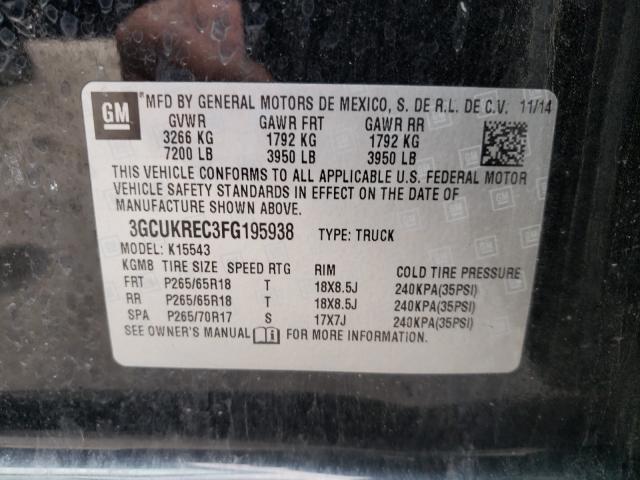 GM MFD BY GENERAL MOTORS DE MEXICO, S. DE R.L. DE C.V. 11/14
GVWR GAWR FRT GAWR RR
3266 KG 1792 KG 1792 KG
7200 LB 3950 LB 3950 LB
THIS VEHICLE CONFORMS TO ALL APPLICABLE U.S. FEDERAL MOTOR
VEHICLE SAFETY STANDARDS IN EFFECT ON THE DATE OF
MANUFACTURE SHOWN ABOVE.
3GCUKREC3FG195938 TYPE: TRUCK
MODEL: K15543
KGMB TIRE SIZE SPEED RTG RIM COLD TIRE PRESSURE
FRT P265/65R18 T 18X8.5J 240KPA(35PSI)
RR P265/65R18 T 18X8.5J 240KPA(35PSI)
SPA P265/70R17 S 17X7J 240KPA(35PSI)
SEE OWNER'S MANUAL FOR MORE INFORMATION.